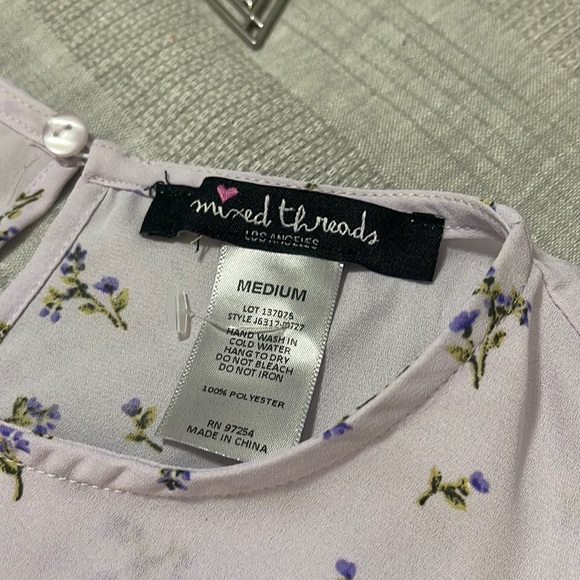 mixed threads
LOS ANGELES
MEDIUM
LOT 137076
HAND WASH IN
COLD WATER
HANG TO DRY
DO NOT BLEACH
DO NOT IRON
100% POLYESTER
RN 97254
MADE IN CHINA